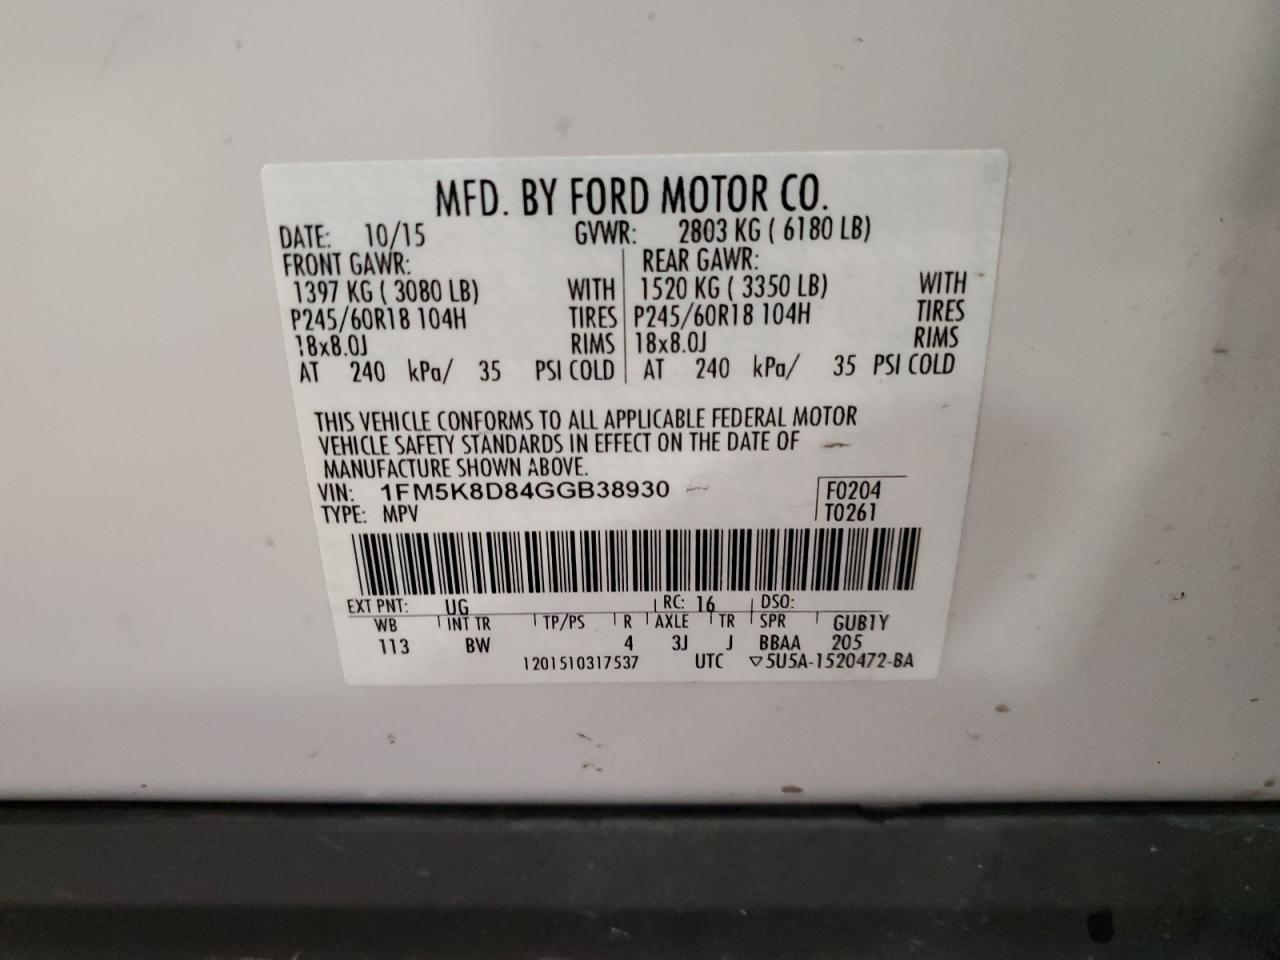 MFD. BY FORD MOTOR CO.
DATE: 10/15 GVWR: 2803 KG ( 6180 LB)
FRONT GAWR: REAR GAWR:
1397 KG ( 3080 LB) WITH 1520 KG ( 3350 LB) WITH
P245/60R18 104H TIRES P245/60R18 104H TIRES
18x8.0J RIMS 18x8.0J RIMS
AT 240 kPa/ 35 PSI COLD AT 240 kPa/ 35 PSI COLD
THIS VEHICLE CONFORMS TO ALL APPLICABLE FEDERAL MOTOR
VEHICLE SAFETY STANDARDS IN EFFECT ON THE DATE OF
MANUFACTURE SHOWN ABOVE.
VIN: 1FM5K8D84GGB38930 F0204
TYPE: MPV T0261
EXT PNT: UG RC: 16 DSO:
WB INT TR TP/PS R AXLE TR SPR GUB1Y
113 BW 4 3J J BBAA 205
1201510317537 UTC ▽5U5A-1520472-BA